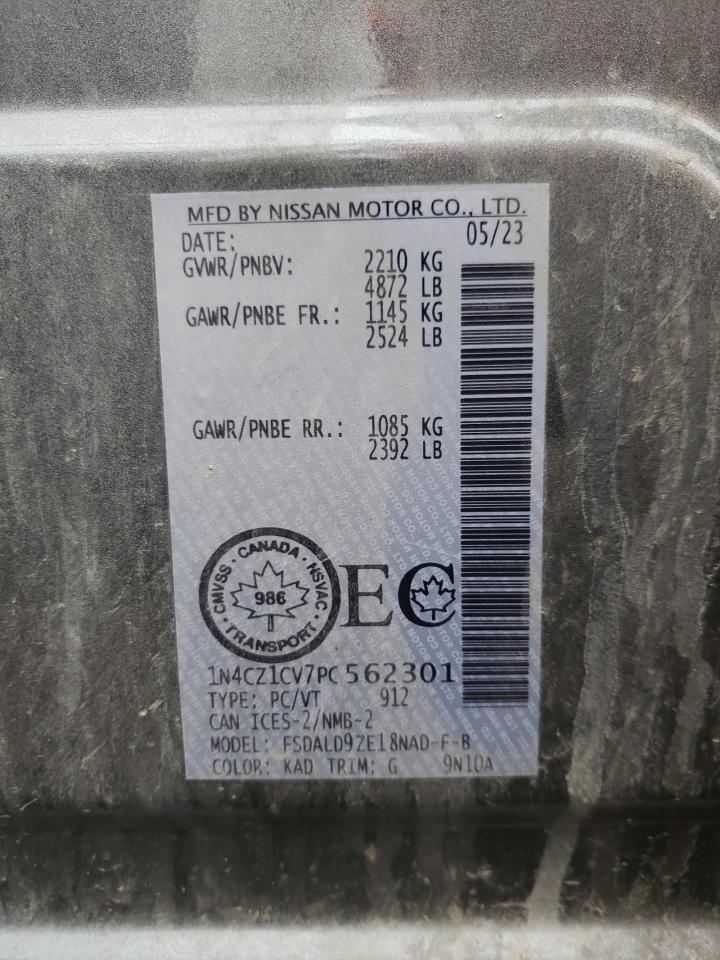 MFD BY NISSAN MOTOR CO., LTD.
DATE: 05/23
GVWR/PNBV: 2210 KG
4872 LB
GAWR/PNBE FR.: 1145 KG
2524 LB
GAWR/PNBE RR.: 1085 KG
2392 LB
CMVSS · CANADA · NSVAC · TRANSPORT ·
986
EC
1N4CZ1CV7PC562301
TYPE: PC/VT 912
CAN ICES-2/NMB-2
MODEL: FSDALD9ZE18NAD-F-B
COLOR: KAD TRIM: G 9N10A